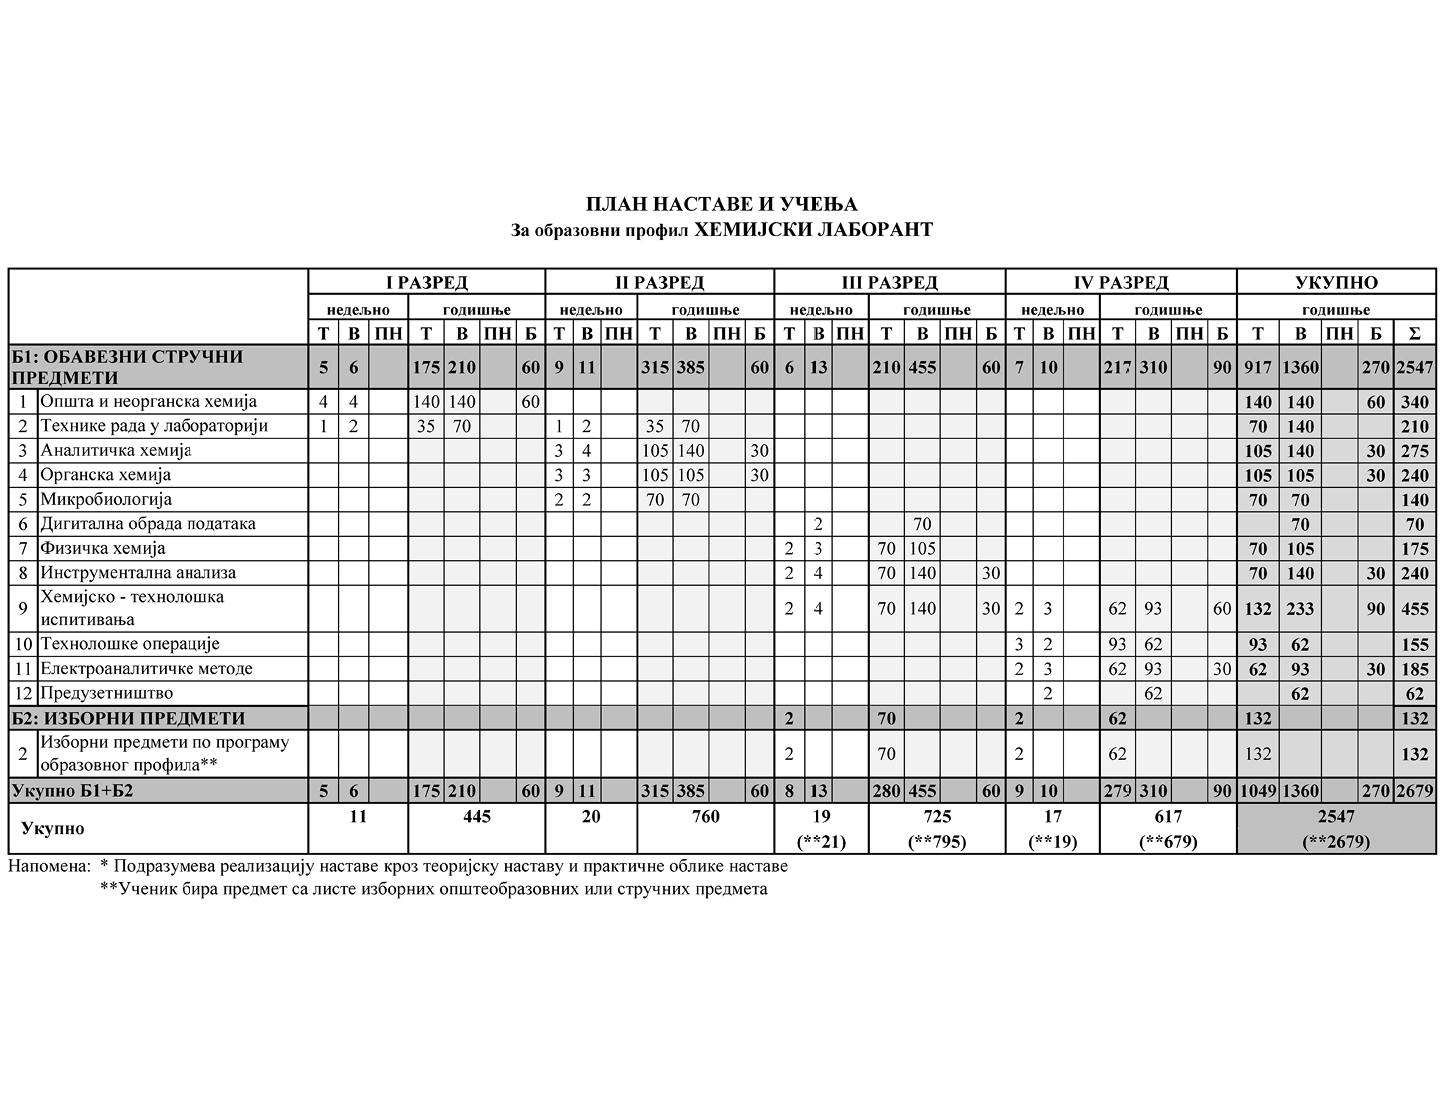 ПЛАН НАСТАВЕ И УЧЕЊА
За образовни профил ХЕМИЈСКИ ЛАБОРАНТ
I РАЗРЕД II РАЗРЕД III РАЗРЕД IV РАЗРЕД УКУПНО
недељно годишње недељно годишње недељно годишње недељно годишње годишње
Т В ПН Т В ПН Б Т В ПН Т В ПН Б Т В ПН Т В ПН Б Т В ПН Т В ПН Б Т В ПН Б Σ
Б1: ОБАВЕЗНИ СТРУЧНИ
ПРЕДМЕТИ 5 6 175 210 60 9 11 315 385 60 6 13 210 455 60 7 10 217 310 90 917 1360 270 2547
1 Општа и неорганска хемија 4 4 140 140 60 140 140 60 340
2 Технике рада у лабораторији 1 2 35 70 1 2 35 70 70 140 210
3 Аналитичка хемија 3 4 105 140 30 105 140 30 275
4 Органска хемија 3 3 105 105 30 105 105 30 240
5 Микробиологија 2 2 70 70 70 70 140
6 Дигитална обрада података 2 70 70 70
7 Физичка хемија 2 3 70 105 70 105 175
8 Инструментална анализа 2 4 70 140 30 70 140 30 240
9 Хемијско - технолошка
испитивања 2 4 70 140 30 2 3 62 93 60 132 233 90 455
10 Технолошке операције 3 2 93 62 93 62 155
11 Електроаналитичке методе 2 3 62 93 30 62 93 30 185
12 Предузетништво 2 62 62 62
Б2: ИЗБОРНИ ПРЕДМЕТИ 2 70 2 62 132 132
2 Изборни предмети по програму
образовног профила** 2 70 2 62 132 132
Укупно Б1+Б2 5 6 175 210 60 9 11 315 385 60 8 13 280 455 60 9 10 279 310 90 1049 1360 270 2679
Укупно 11 445 20 760 19 725 17 617 2547
(**21) (**795) (**19) (**679) (**2679)
Напомена: * Подразумева реализацију наставе кроз теоријску наставу и практичне облике наставе
**Ученик бира предмет са листе изборних општеобразовних или стручних предмета